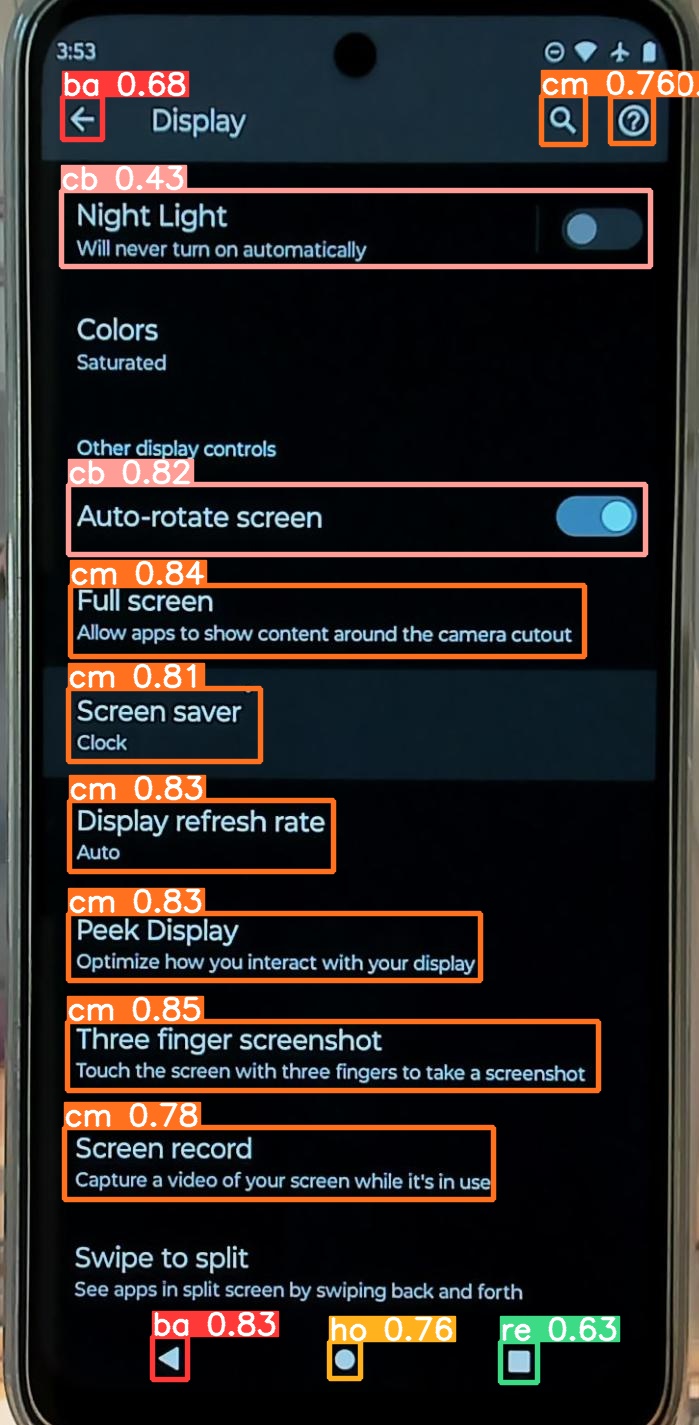 3:53
ba 0.68
cm 0.760.
Display
cb 0.43
Night Light
Will never turn on automatically
Colors
Saturated
Other display controls
cb 0.82
Auto-rotate screen
cm 0.84
Full screen
Allow apps to show content around the camera cutout
cm 0.81
Screen saver
Clock
cm 0.83
Display refresh rate
Auto
cm 0.83
Peek Display
Optimize how you interact with your display
cm 0.85
Three finger screenshot
Touch the screen with three fingers to take a screenshot
cm 0.78
Screen record
Capture a video of your screen while it's in use
Swipe to split
See apps in split screen by swiping back and forth
ba 0.83
ho 0.76
re 0.63